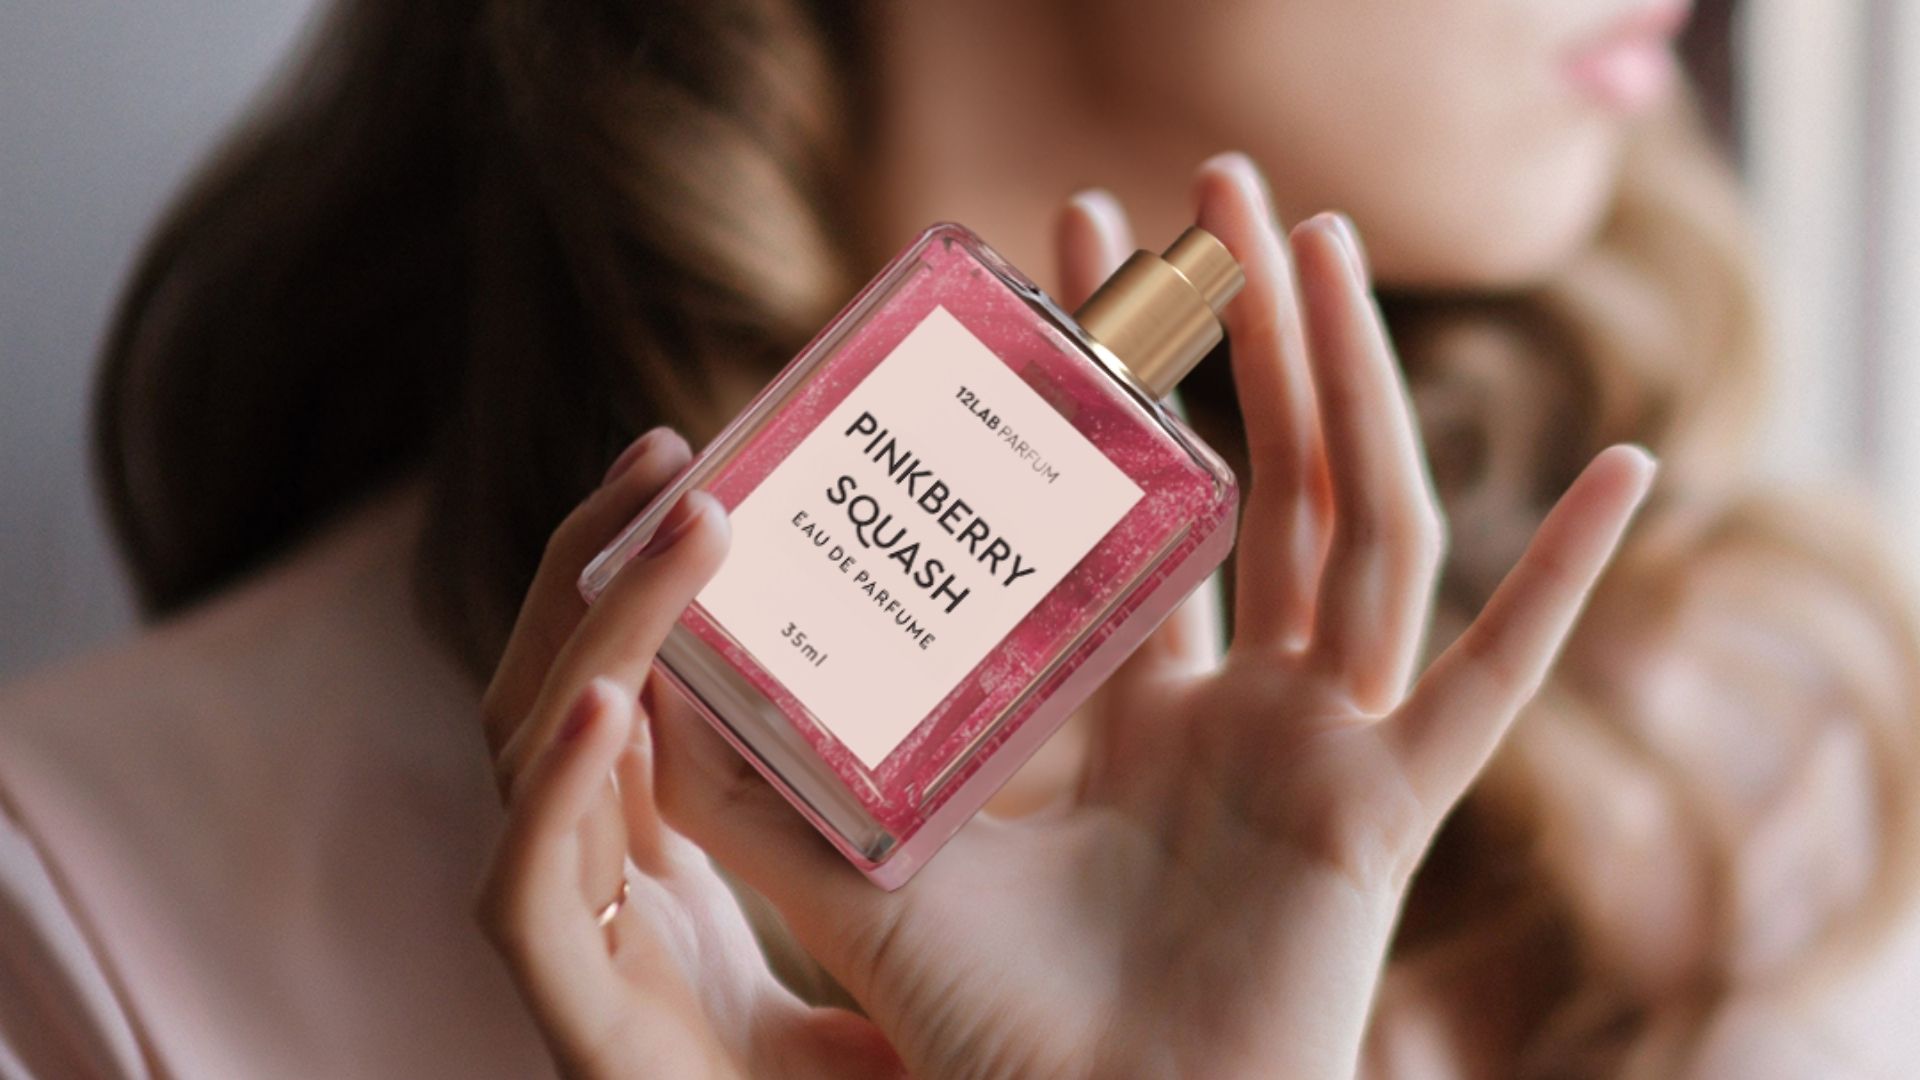 12LAB PARFUM
PINKBERRY
SQUASH
EAU DE PARFUME
35ml